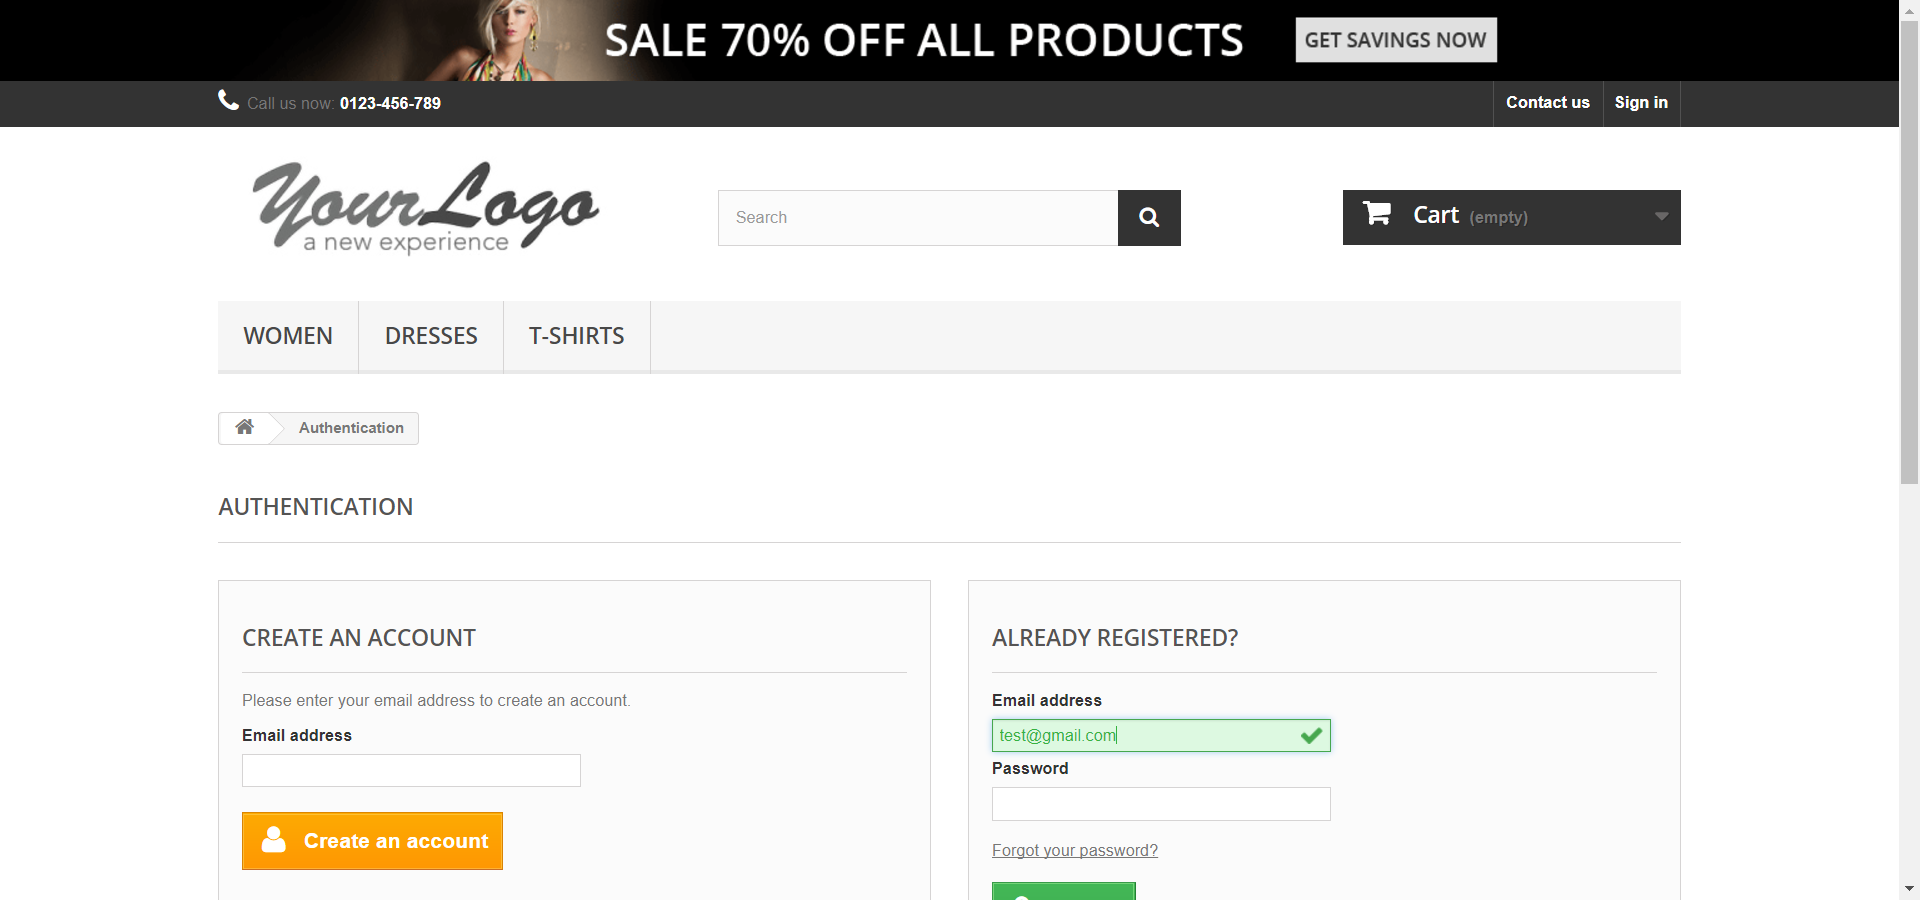 SALE 70% OFF ALL PRODUCTS
GET SAVINGS NOW
Call us now: 0123-456-789
Contact us
Sign in
YourLogo
a new experience
Search
Cart (empty)
WOMEN
DRESSES
T-SHIRTS
Authentication
AUTHENTICATION
CREATE AN ACCOUNT
Please enter your email address to create an account.
Email address
Create an account
ALREADY REGISTERED?
Email address
test@gmail.com
Password
Forgot your password?